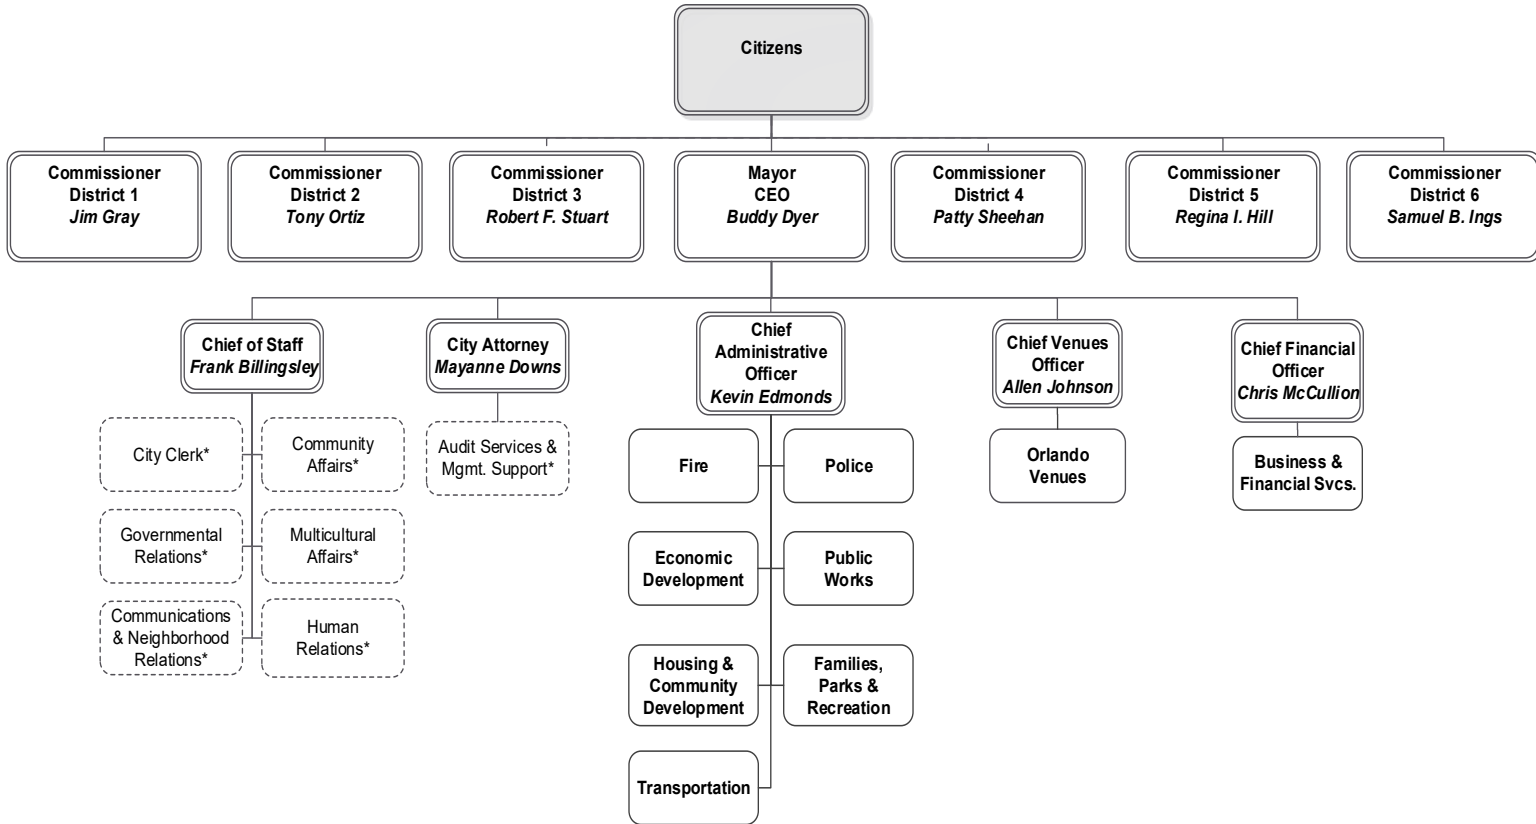 Citizens
Commissioner
District 1
Jim Gray
Commissioner
District 2
Tony Ortiz
Commissioner
District 3
Robert F. Stuart
Mayor
CEO
Buddy Dyer
Commissioner
District 4
Patty Sheehan
Commissioner
District 5
Regina I. Hill
Commissioner
District 6
Samuel B. Ings
Chief of Staff
Frank Billingsley
City Attorney
Mayanne Downs
Chief
Administrative
Officer
Kevin Edmonds
Chief Venues
Officer
Allen Johnson
Chief Financial
Officer
Chris McCullion
City Clerk*
Community
Affairs*
Governmental
Relations*
Multicultural
Affairs*
Communications
& Neighborhood
Relations*
Human
Relations*
Audit Services &
Mgmt. Support*
Fire
Police
Economic
Development
Public
Works
Housing &
Community
Development
Families,
Parks &
Recreation
Transportation
Orlando
Venues
Business &
Financial Svcs.